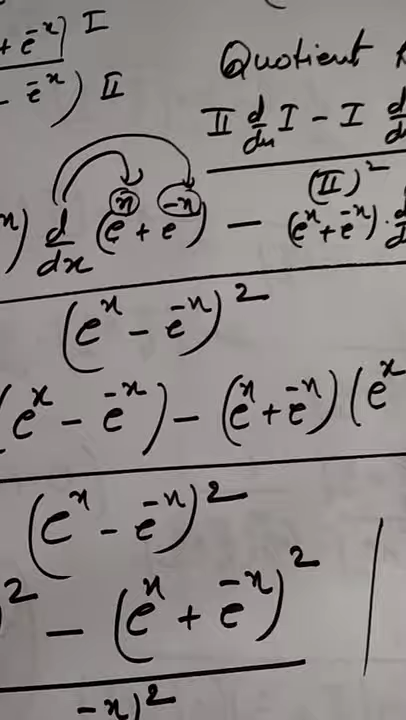 + e^-x) I
- e^-x) II
Quotient
II d/dx I - I d
(II)^2
x) d/dx (e^x + e^-x) - (e^x + e^-x) . d
(e^x - e^-x)^2
(e^x - e^-x) - (e^x + e^-x) (e^x
(e^x - e^-x)^2
)^2 - (e^x + e^-x)^2
-x)^2